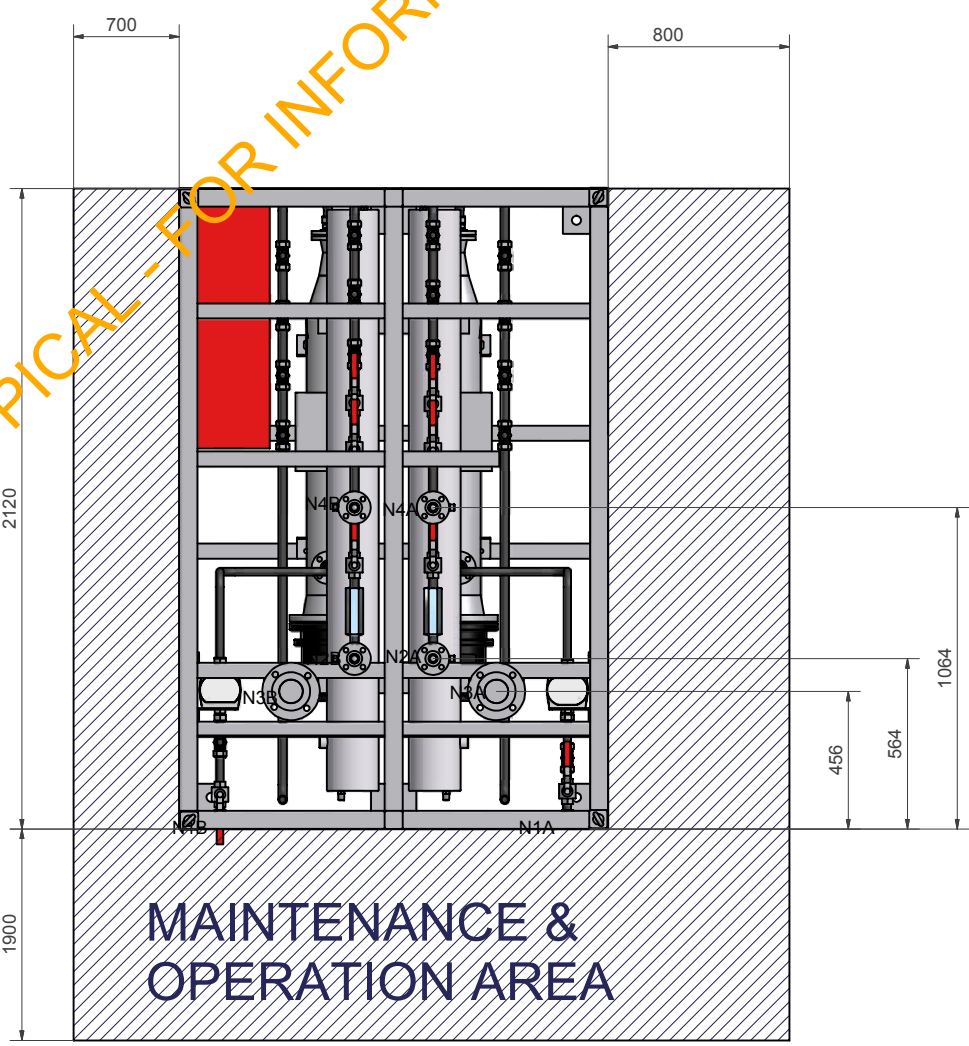 700
800
PICAL - FOR INFOR
2120
N4B
N4A
N2B
N2A
N3B
N3A
1064
564
456
N1B
N1A
1900
MAINTENANCE &
OPERATION AREA